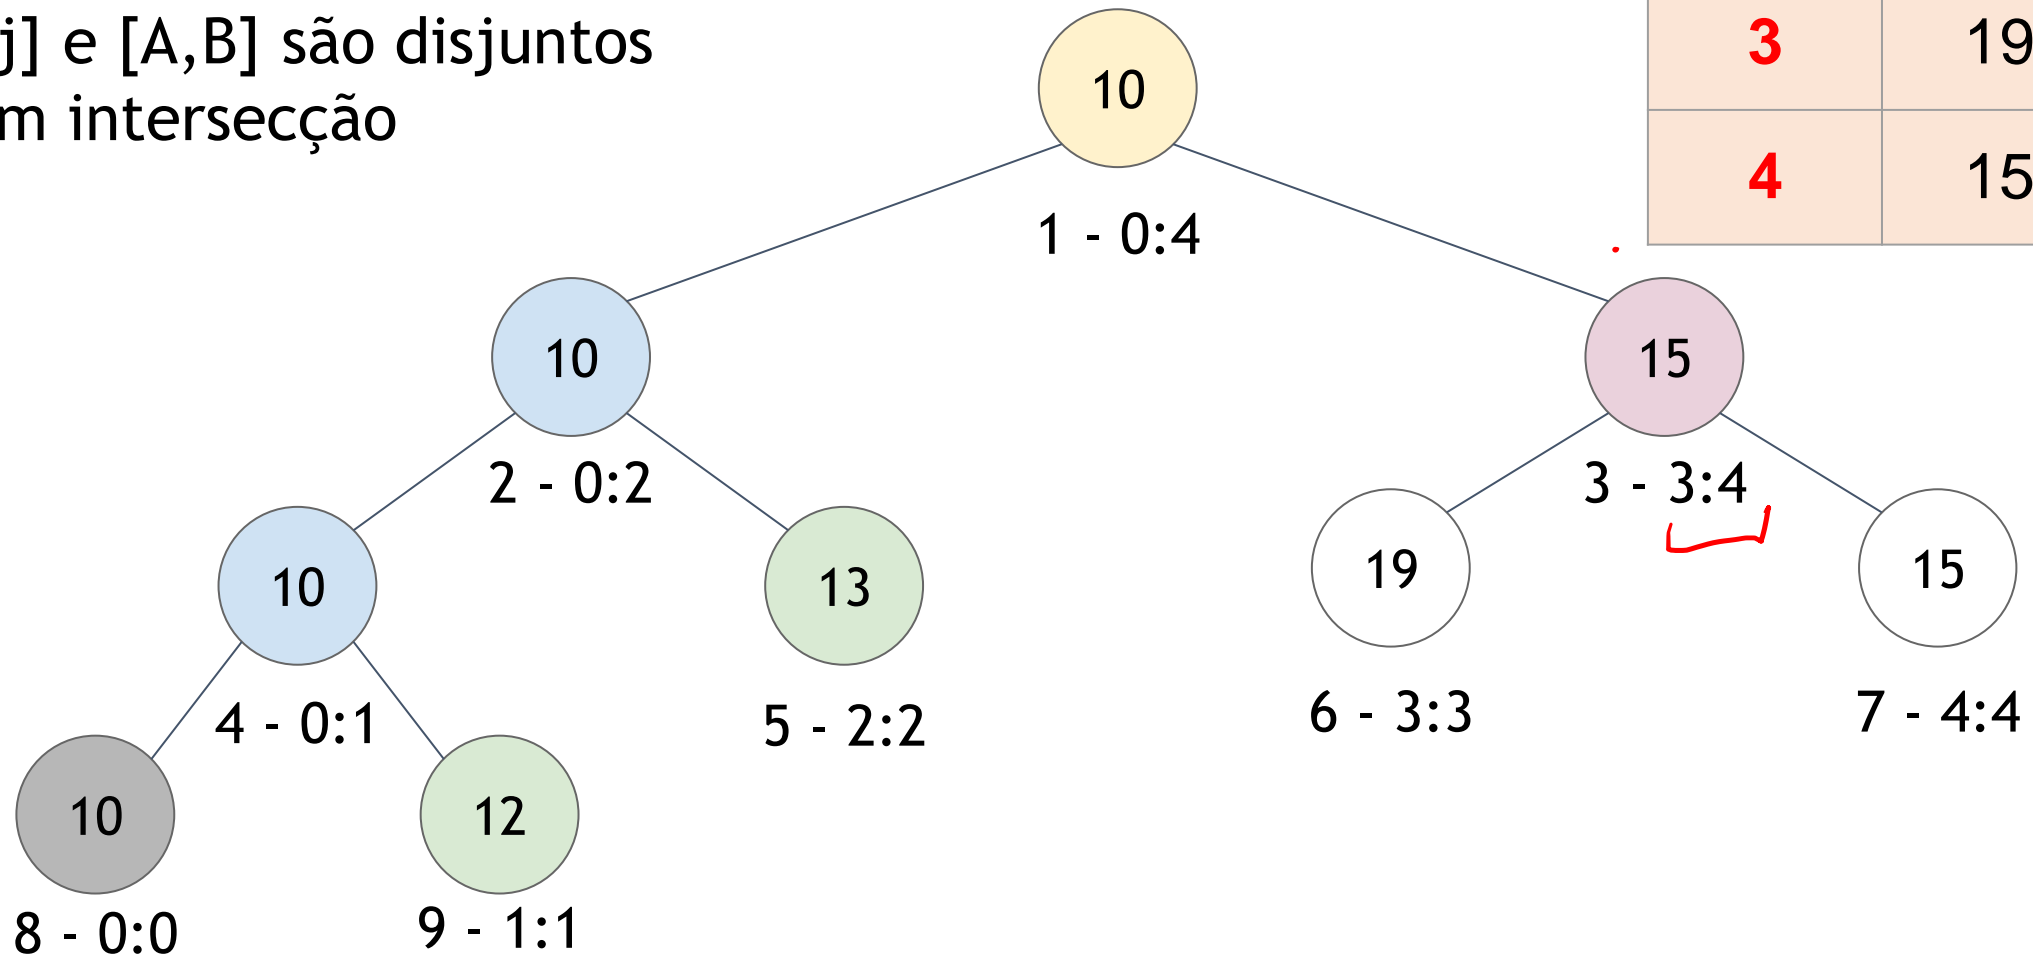 j] e [A,B] são disjuntos
m intersecção
3 19
4 15
10
1 - 0:4
10 15
2 - 0:2 3 - 3:4
10 13 19 15
4 - 0:1 5 - 2:2 6 - 3:3 7 - 4:4
10 12
8 - 0:0 9 - 1:1